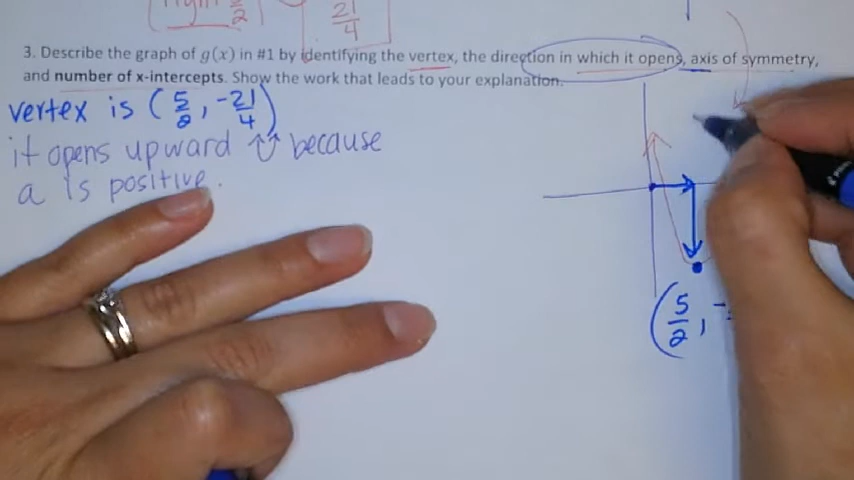 5/2
21/4
3. Describe the graph of g(x) in #1 by identifying the vertex, the direction in which it opens, axis of symmetry,
and number of x-intercepts. Show the work that leads to your explanation.
vertex is (5/2, -21/4)
it opens upward because
a is positive.
(5/2, -